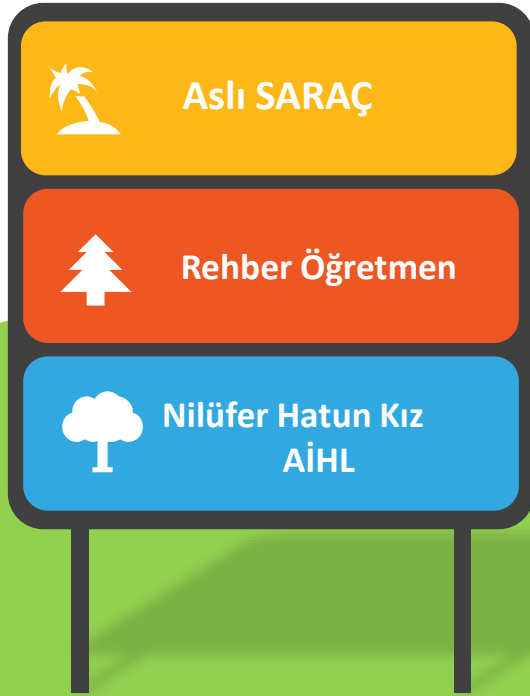 Aslı SARAÇ
Rehber Öğretmen
Nilüfer Hatun Kız
AİHL